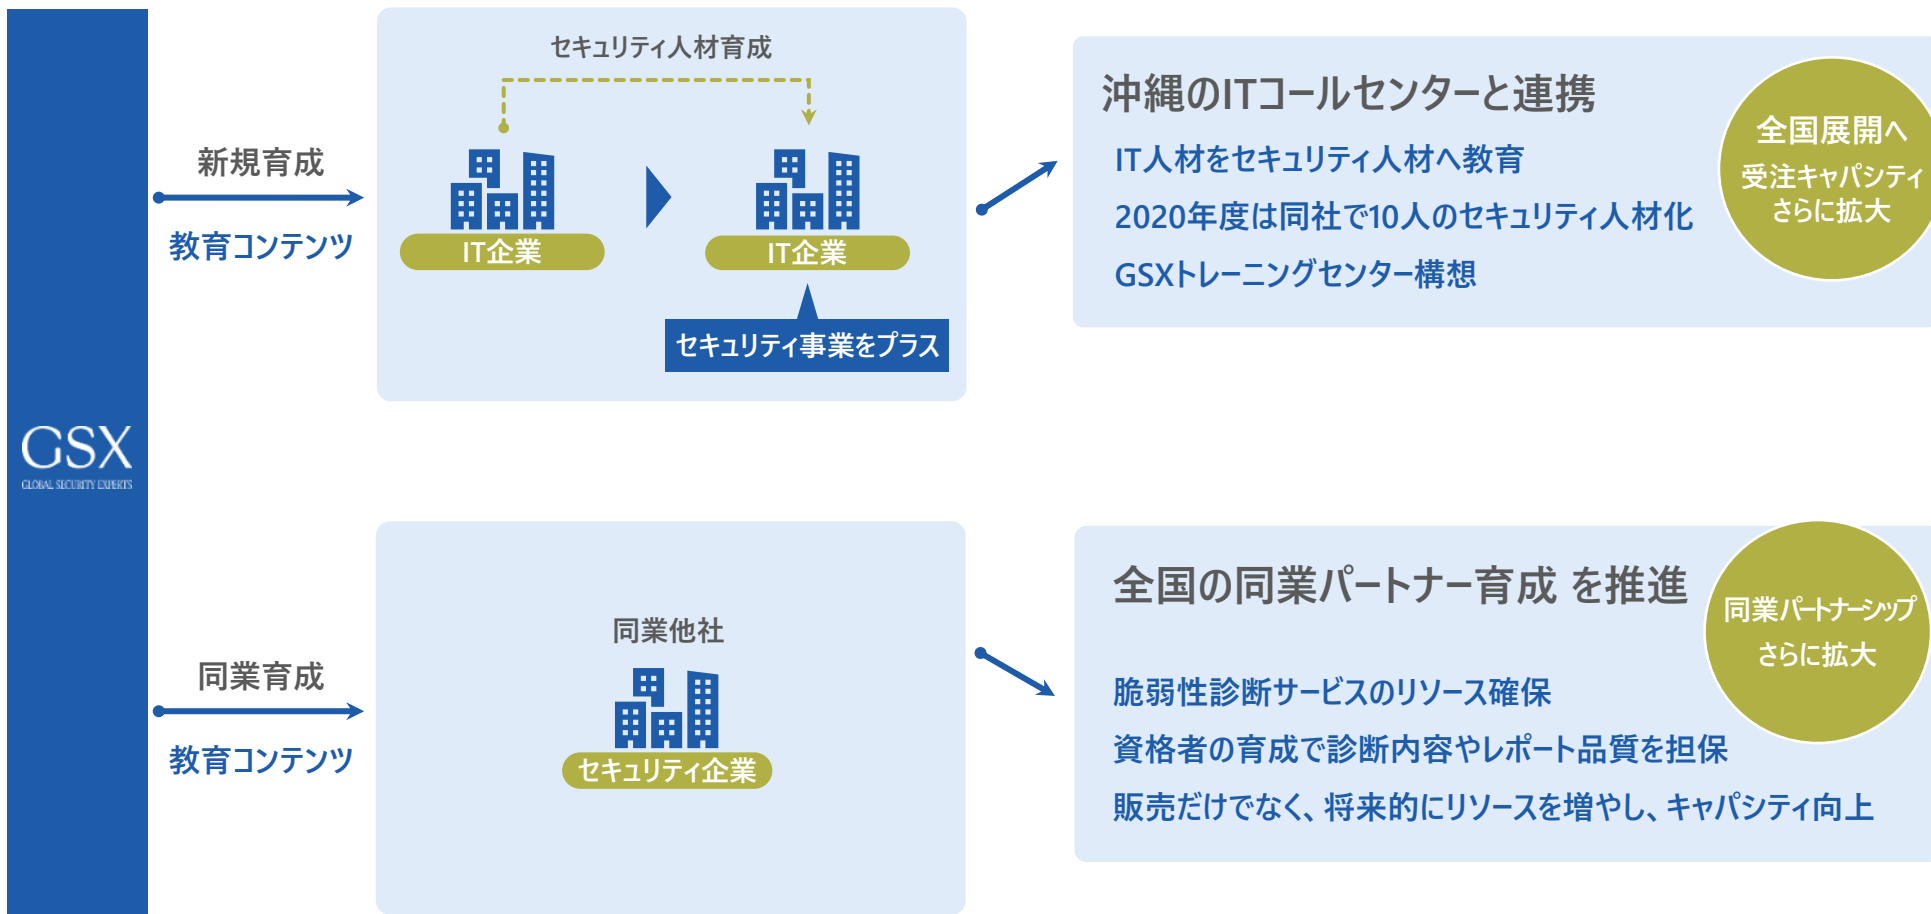 GSX
GLOBAL SECURITY EXPERTS
新規育成
教育コンテンツ
セキュリティ人材育成
IT企業
IT企業
セキュリティ事業をプラス
沖縄のITコールセンターと連携
IT人材をセキュリティ人材へ教育
2020年度は同社で10人のセキュリティ人材化
GSXトレーニングセンター構想
全国展開へ
受注キャパシティ
さらに拡大
同業育成
教育コンテンツ
同業他社
セキュリティ企業
全国の同業パートナー育成 を推進
脆弱性診断サービスのリソース確保
資格者の育成で診断内容やレポート品質を担保
販売だけでなく、将来的にリソースを増やし、キャパシティ向上
同業パートナーシップ
さらに拡大